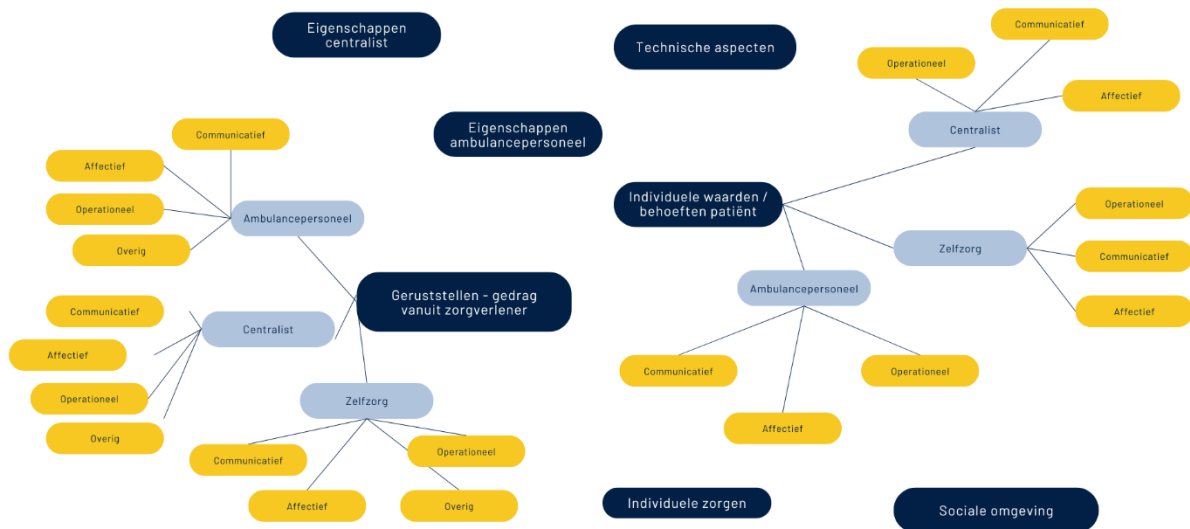 Eigenschappen
centralist
Technische aspecten
Communicatief
Operationeel
Affectief
Centralist
Eigenschappen
ambulancepersoneel
Communicatief
Affectief
Operationeel
Overig
Ambulancepersoneel
Individuele waarden /
behoeften patiënt
Operationeel
Zelfzorg
Communicatief
Affectief
Ambulancepersoneel
Communicatief
Operationeel
Affectief
Geruststellen - gedrag
vanuit zorgverlener
Communicatief
Centralist
Affectief
Operationeel
Overig
Zelfzorg
Communicatief
Operationeel
Affectief
Overig
Individuele zorgen
Sociale omgeving